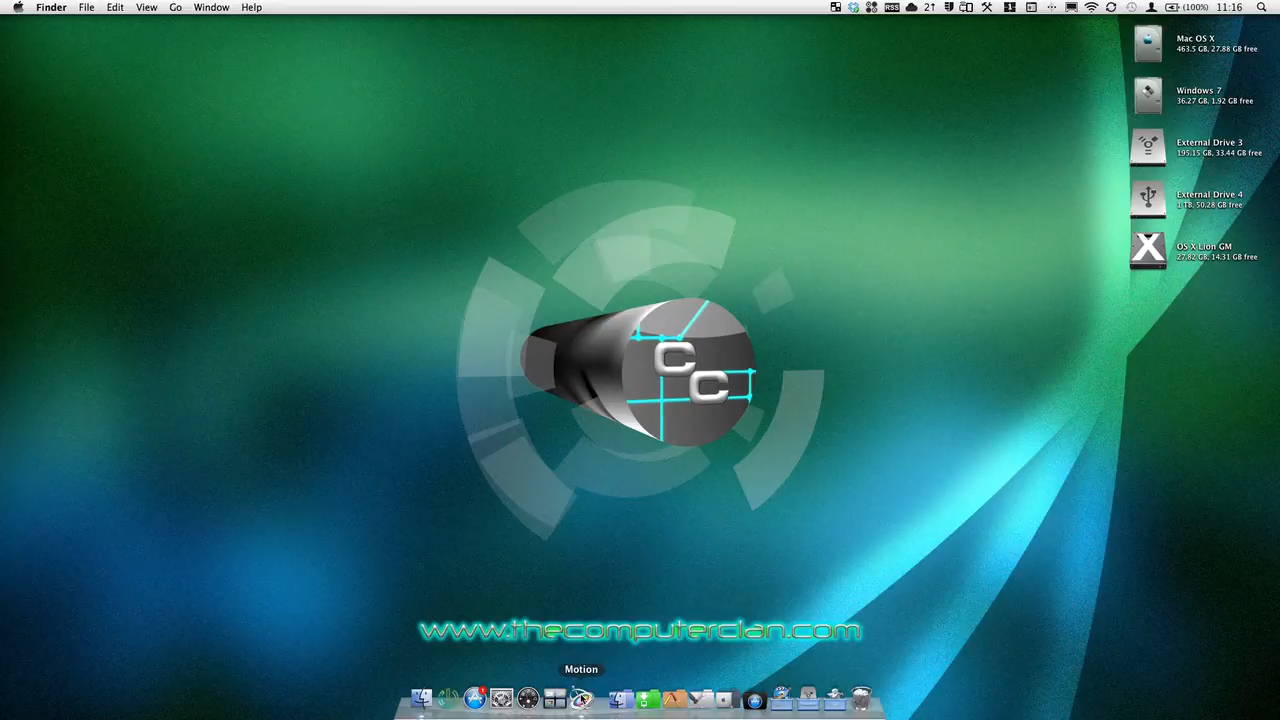 Finder File Edit View Go Window Help
RSS 2↑ 1 (100%) 11:16
Mac OS X
463.5 GB, 27.88 GB free
Windows 7
36.27 GB, 1.92 GB free
External Drive 3
195.15 GB, 33.44 GB free
External Drive 4
1 TB, 50.28 GB free
X
OS X Lion GM
27.82 GB, 14.31 GB free
C
C
www.thecomputerclan.com
Motion